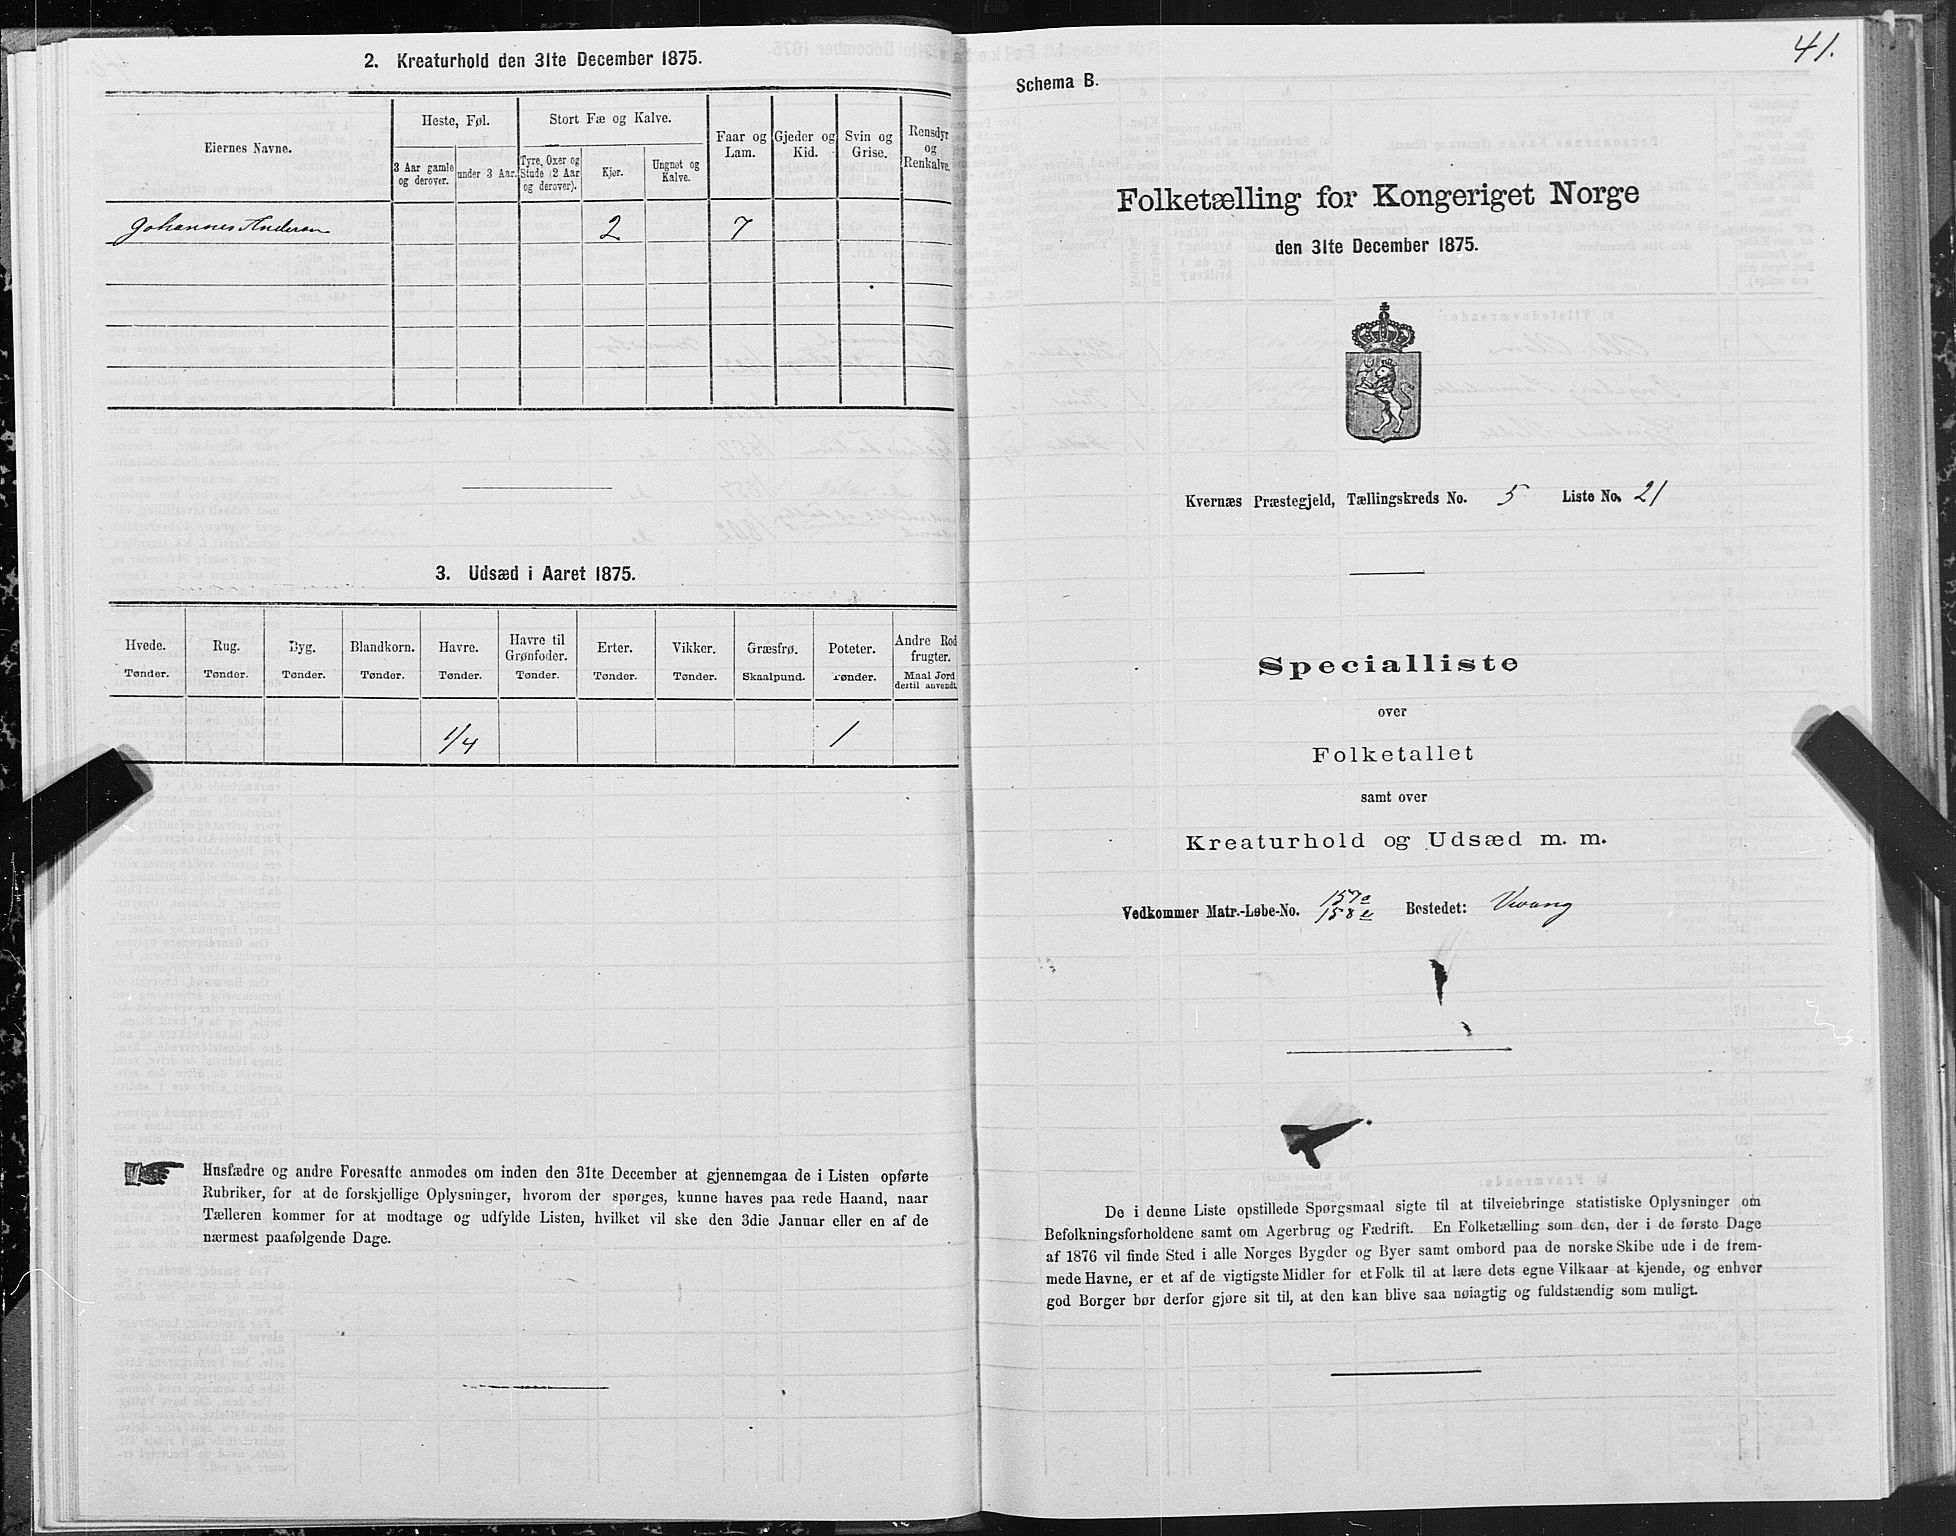 2. Kreaturhold den 31te December 1875.
Eiernes Navne.
Heste, Føl.
Stort Fæ og Kalve.
Faar og Lam.
Gjeder og Kid.
Svin og Grise.
Rensdyr og Renkalve.
3 Aar gamle og derover.
under 3 Aar.
Tyre, Oxer og Stude (2 Aar og derover).
Kjør.
Ungnøt og Kalve.
Johannes Anderson 2 7
3. Udsæd i Aaret 1875.
Hvede. Rug. Byg. Blandkorn. Havre. Havre til Grønfoder. Erter. Vikker. Græsfrø. Poteter. Andre Rodfrugter.
Tønder. Tønder. Tønder. Tønder. Tønder. Tønder. Tønder. Tønder. Skaalpund. Tønder. Maal Jord dertil anvendt.
1/4 1
Husfædre og andre Foresatte anmodes om inden den 31te December at gjennemgaa de i Listen opførte
Rubriker, for at de forskjellige Oplysninger, hvorom der spørges, kunne haves paa rede Haand, naar
Tælleren kommer for at modtage og udfylde Listen, hvilket vil ske den 3die Januar eller en af de
nærmest paafølgende Dage.
41.
Schema B.
Folketælling for Kongeriget Norge
den 31te December 1875.
Kvernæs Præstegjeld, Tællingskreds No. 5 Liste No. 21
Specialliste
over
Folketallet
samt over
Kreaturhold og Udsæd m. m.
Vedkommer Matr.-Løbe-No. Bostedet:
De i denne Liste opstillede Spørgsmaal sigte til at tilveiebringe statistiske Oplysninger om
Befolkningsforholdene samt om Agerbrug og Fædrift. En Folketælling som den, der i de første Dage
af 1876 vil finde Sted i alle Norges Bygder og Byer samt ombord paa de norske Skibe ude i de frem-
mede Havne, er et af de vigtigste Midler for et Folk til at lære dets egne Vilkaar at kjende, og enhver
god Borger bør derfor gjøre sit til, at den kan blive saa nøiagtig og fuldstændig som muligt.